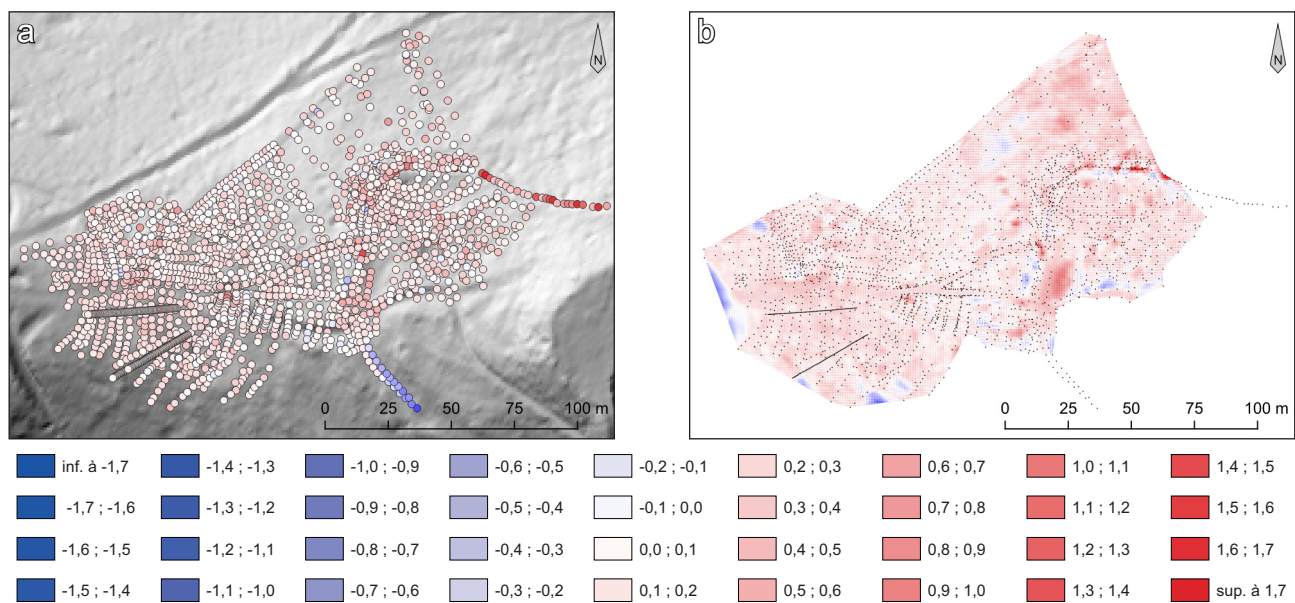 a
N
0 25 50 75 100 m
b
N
0 25 50 75 100 m
inf. à -1,7
-1,7 ; -1,6
-1,6 ; -1,5
-1,5 ; -1,4
-1,4 ; -1,3
-1,3 ; -1,2
-1,2 ; -1,1
-1,1 ; -1,0
-1,0 ; -0,9
-0,9 ; -0,8
-0,8 ; -0,7
-0,7 ; -0,6
-0,6 ; -0,5
-0,5 ; -0,4
-0,4 ; -0,3
-0,3 ; -0,2
-0,2 ; -0,1
-0,1 ; 0,0
0,0 ; 0,1
0,1 ; 0,2
0,2 ; 0,3
0,3 ; 0,4
0,4 ; 0,5
0,5 ; 0,6
0,6 ; 0,7
0,7 ; 0,8
0,8 ; 0,9
0,9 ; 1,0
1,0 ; 1,1
1,1 ; 1,2
1,2 ; 1,3
1,3 ; 1,4
1,4 ; 1,5
1,5 ; 1,6
1,6 ; 1,7
sup. à 1,7